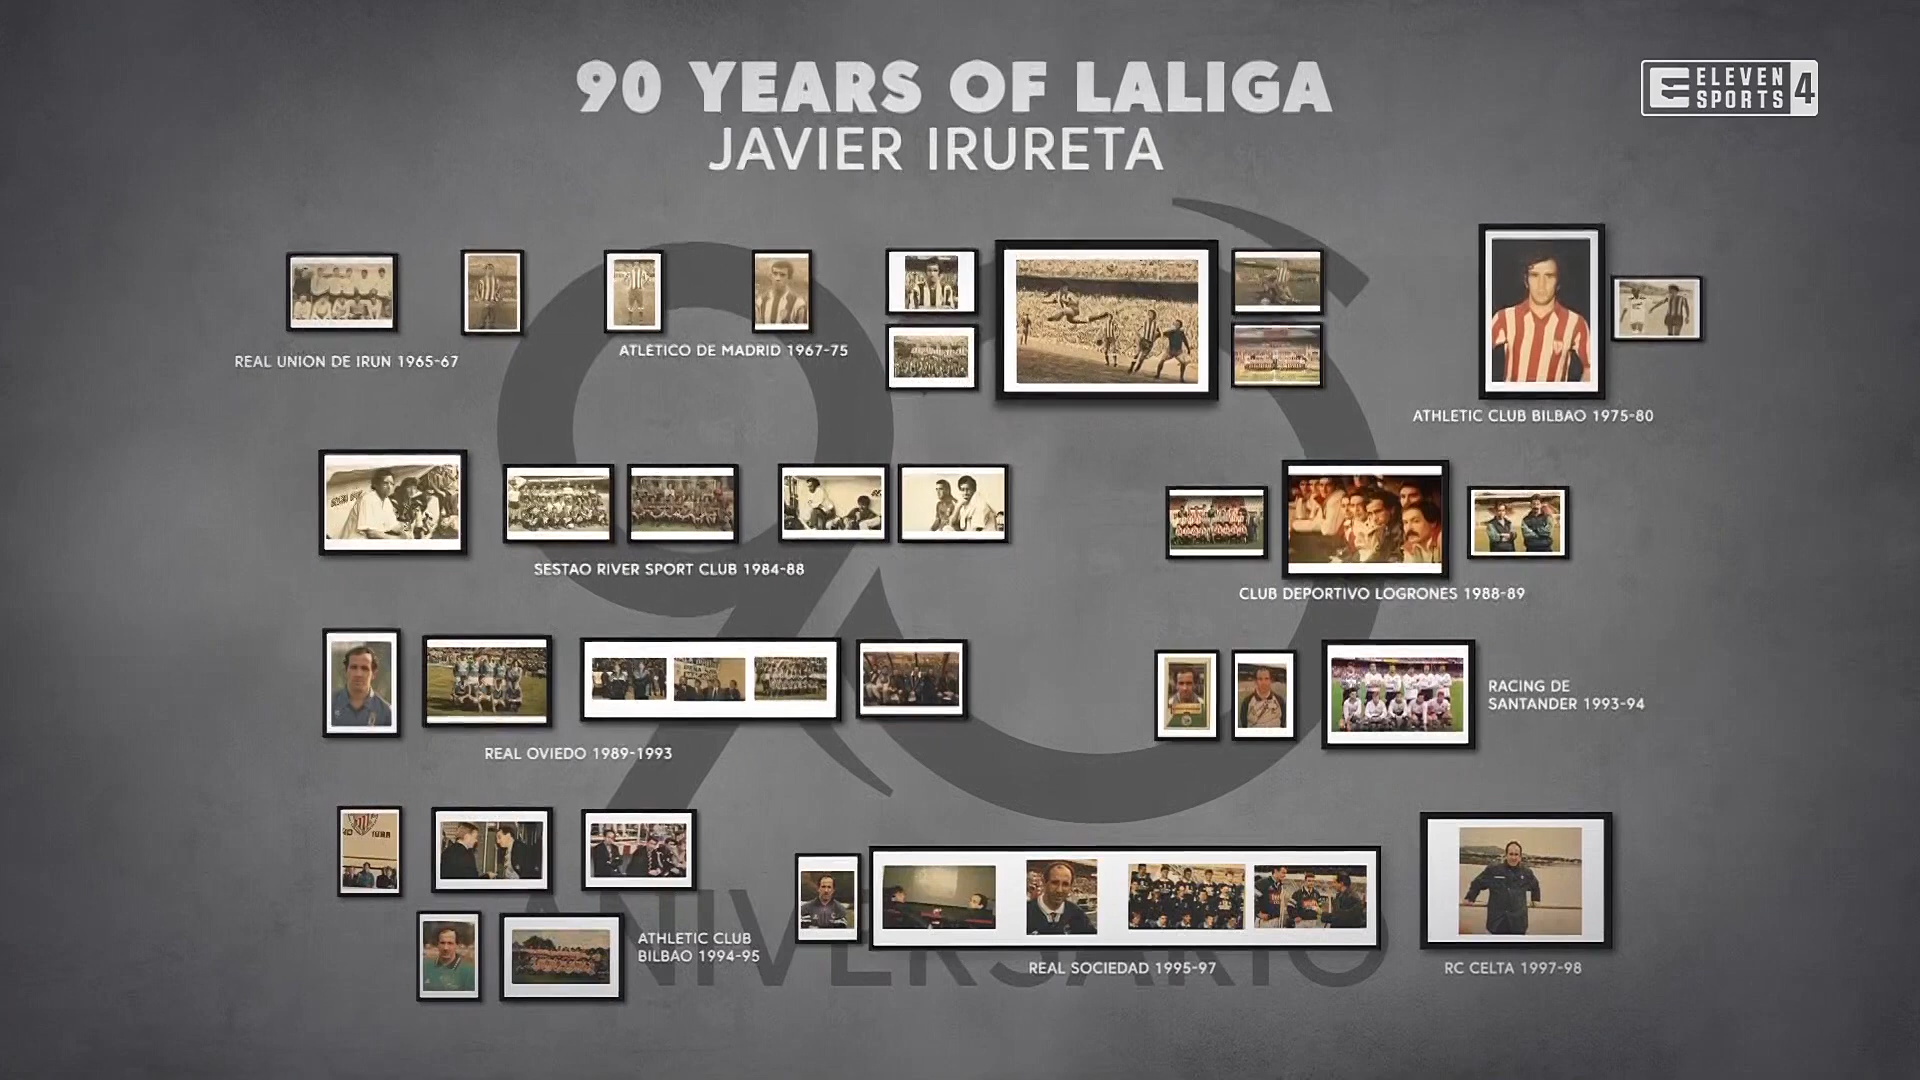 90 YEARS OF LALIGA
JAVIER IRURETA
ELEVEN
SPORTS 4
REAL UNION DE IRUN 1965-67
ATLETICO DE MADRID 1967-75
ATHLETIC CLUB BILBAO 1975-80
SESTAO RIVER SPORT CLUB 1984-88
CLUB DEPORTIVO LOGRONES 1988-89
REAL OVIEDO 1989-1993
RACING DE
SANTANDER 1993-94
ATHLETIC CLUB
BILBAO 1994-95
REAL SOCIEDAD 1995-97
RC CELTA 1997-98
90
ANIVERSARIO